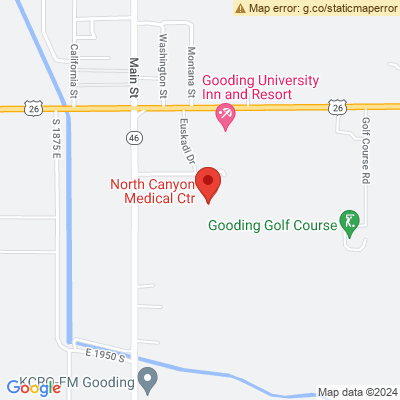 Map error: g.co/staticmaperror
California St
Main St
Washington St
Montana St
Gooding University
Inn and Resort
26
26
S 1875 E
46
Euskadi Dr
Golf Course Rd
North Canyon
Medical Ctr
Gooding Golf Course
E 1950 S
KCPQ-FM Gooding
Google
Map data ©2024